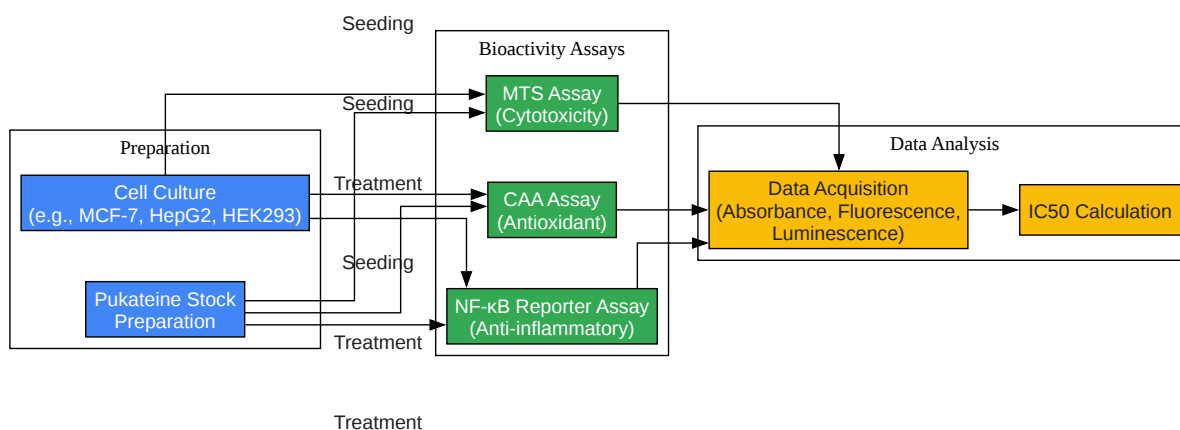 Seeding
Bioactivity Assays
MTS Assay
(Cytotoxicity)
Seeding
Preparation
Data Analysis
Cell Culture
(e.g., MCF-7, HepG2, HEK293)
Treatment
CAA Assay
(Antioxidant)
Data Acquisition
(Absorbance, Fluorescence,
Luminescence)
IC50 Calculation
Seeding
Pukateine Stock
Preparation
NF-κB Reporter Assay
(Anti-inflammatory)
Treatment
Treatment